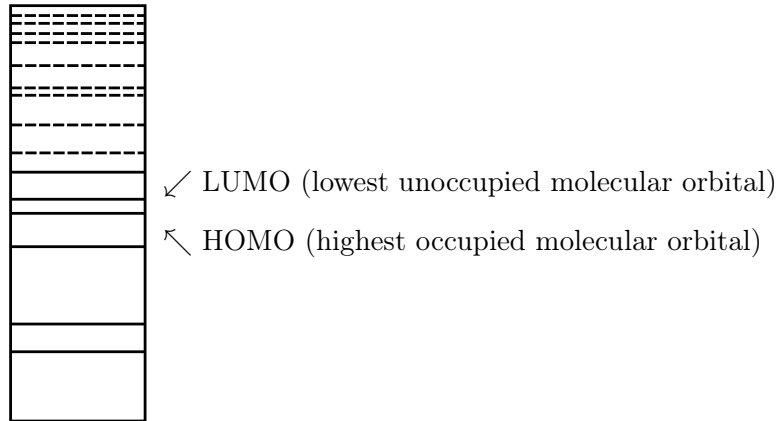 LUMO (lowest unoccupied molecular orbital)
HOMO (highest occupied molecular orbital)